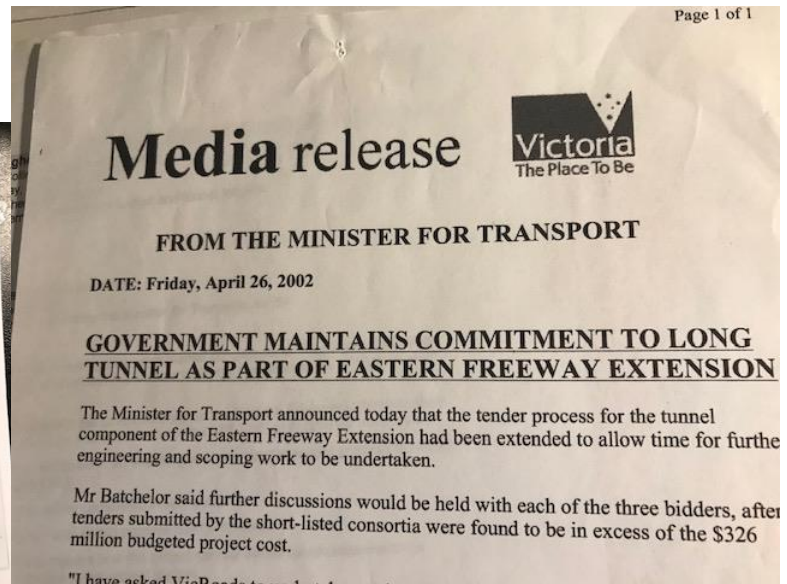 Page 1 of 1
Media release
Victoria
The Place To Be
FROM THE MINISTER FOR TRANSPORT
DATE: Friday, April 26, 2002
GOVERNMENT MAINTAINS COMMITMENT TO LONG
TUNNEL AS PART OF EASTERN FREEWAY EXTENSION
The Minister for Transport announced today that the tender process for the tunnel
component of the Eastern Freeway Extension had been extended to allow time for furthe
engineering and scoping work to be undertaken.
Mr Batchelor said further discussions would be held with each of the three bidders, after
tenders submitted by the short-listed consortia were found to be in excess of the $326
million budgeted project cost.
"I have asked VicRoads to